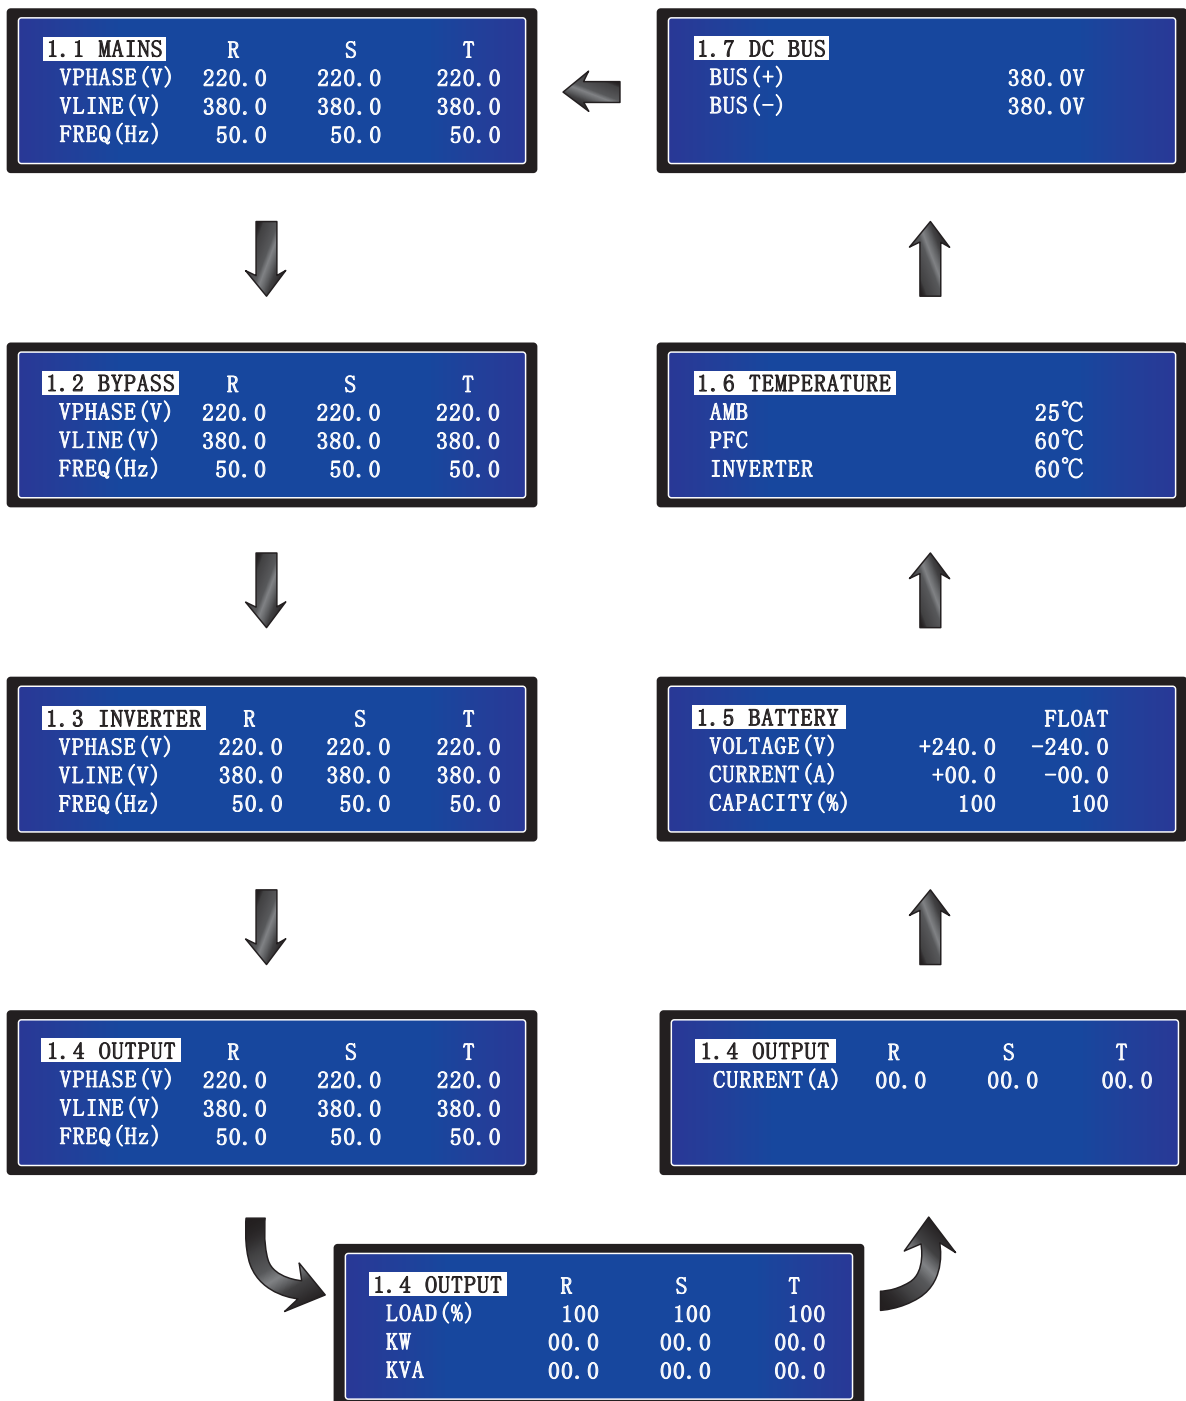 1.1 MAINS R S T
VPHASE(V) 220.0 220.0 220.0
VLINE(V) 380.0 380.0 380.0
FREQ(Hz) 50.0 50.0 50.0
1.2 BYPASS R S T
VPHASE(V) 220.0 220.0 220.0
VLINE(V) 380.0 380.0 380.0
FREQ(Hz) 50.0 50.0 50.0
1.3 INVERTER R S T
VPHASE(V) 220.0 220.0 220.0
VLINE(V) 380.0 380.0 380.0
FREQ(Hz) 50.0 50.0 50.0
1.4 OUTPUT R S T
VPHASE(V) 220.0 220.0 220.0
VLINE(V) 380.0 380.0 380.0
FREQ(Hz) 50.0 50.0 50.0
1.4 OUTPUT R S T
LOAD(%) 100 100 100
KW 00.0 00.0 00.0
KVA 00.0 00.0 00.0
1.4 OUTPUT R S T
CURRENT(A) 00.0 00.0 00.0
1.5 BATTERY FLOAT
VOLTAGE(V) +240.0 -240.0
CURRENT(A) +00.0 -00.0
CAPACITY(%) 100 100
1.6 TEMPERATURE
AMB 25℃
PFC 60℃
INVERTER 60℃
1.7 DC BUS
BUS(+) 380.0V
BUS(-) 380.0V